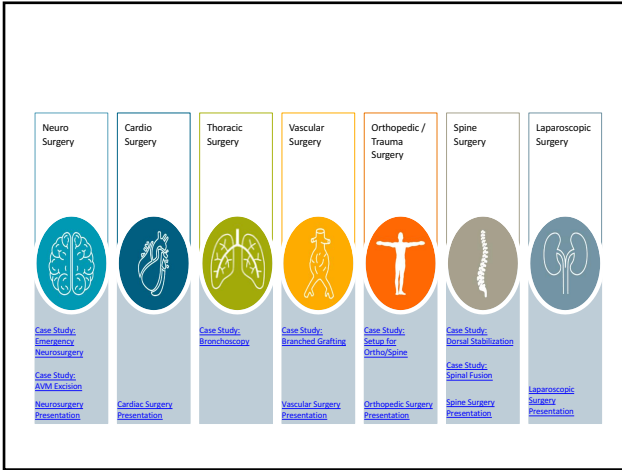 Neuro
Surgery
Cardio
Surgery
Thoracic
Surgery
Vascular
Surgery
Orthopedic /
Trauma
Surgery
Spine
Surgery
Laparoscopic
Surgery
Case Study:
Emergency
Neurosurgery
Case Study:
AVM Excision
Neurosurgery
Presentation
Cardiac Surgery
Presentation
Case Study:
Bronchoscopy
Case Study:
Branched Grafting
Vascular Surgery
Presentation
Case Study:
Setup for
Ortho/Spine
Orthopedic Surgery
Presentation
Case Study:
Dorsal Stabilization
Case Study:
Spinal Fusion
Spine Surgery
Presentation
Laparoscopic
Surgery
Presentation